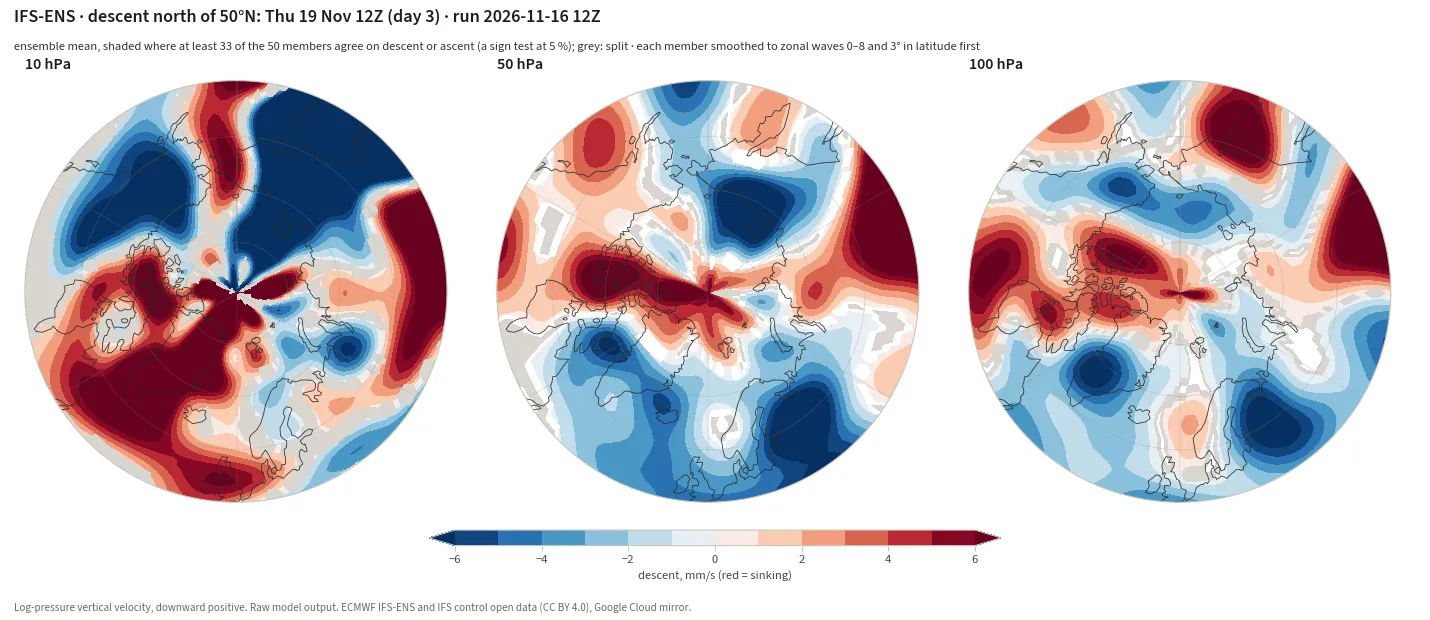 IFS-ENS · descent north of 50°N: Thu 19 Nov 12Z (day 3) · run 2026-11-16 12Z
ensemble mean, shaded where at least 33 of the 50 members agree on descent or ascent (a sign test at 5 %); grey: split · each member smoothed to zonal waves 0–8 and 3° in latitude first
10 hPa
50 hPa
100 hPa
−6 −4 −2 0 2 4 6
descent, mm/s (red = sinking)
Log-pressure vertical velocity, downward positive. Raw model output. ECMWF IFS-ENS and IFS control open data (CC BY 4.0), Google Cloud mirror.